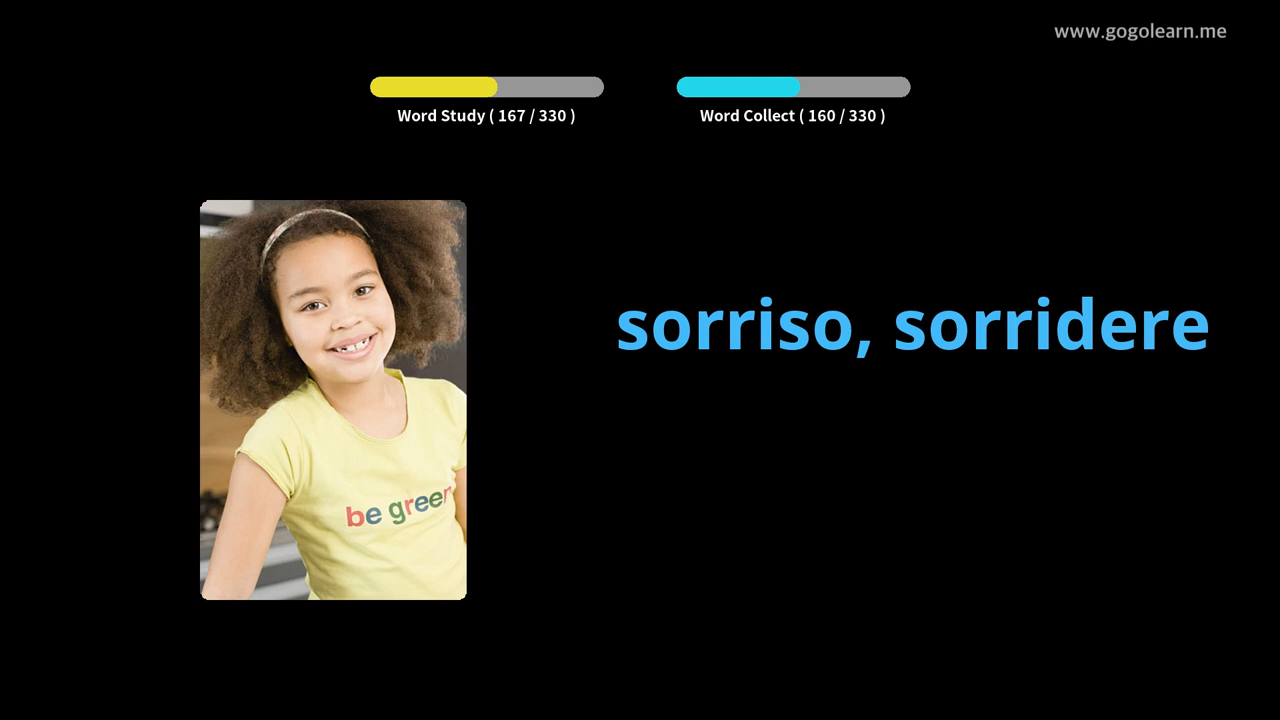 www.gogolearn.me
Word Study ( 167 / 330 )
Word Collect ( 160 / 330 )
sorriso, sorridere
be green